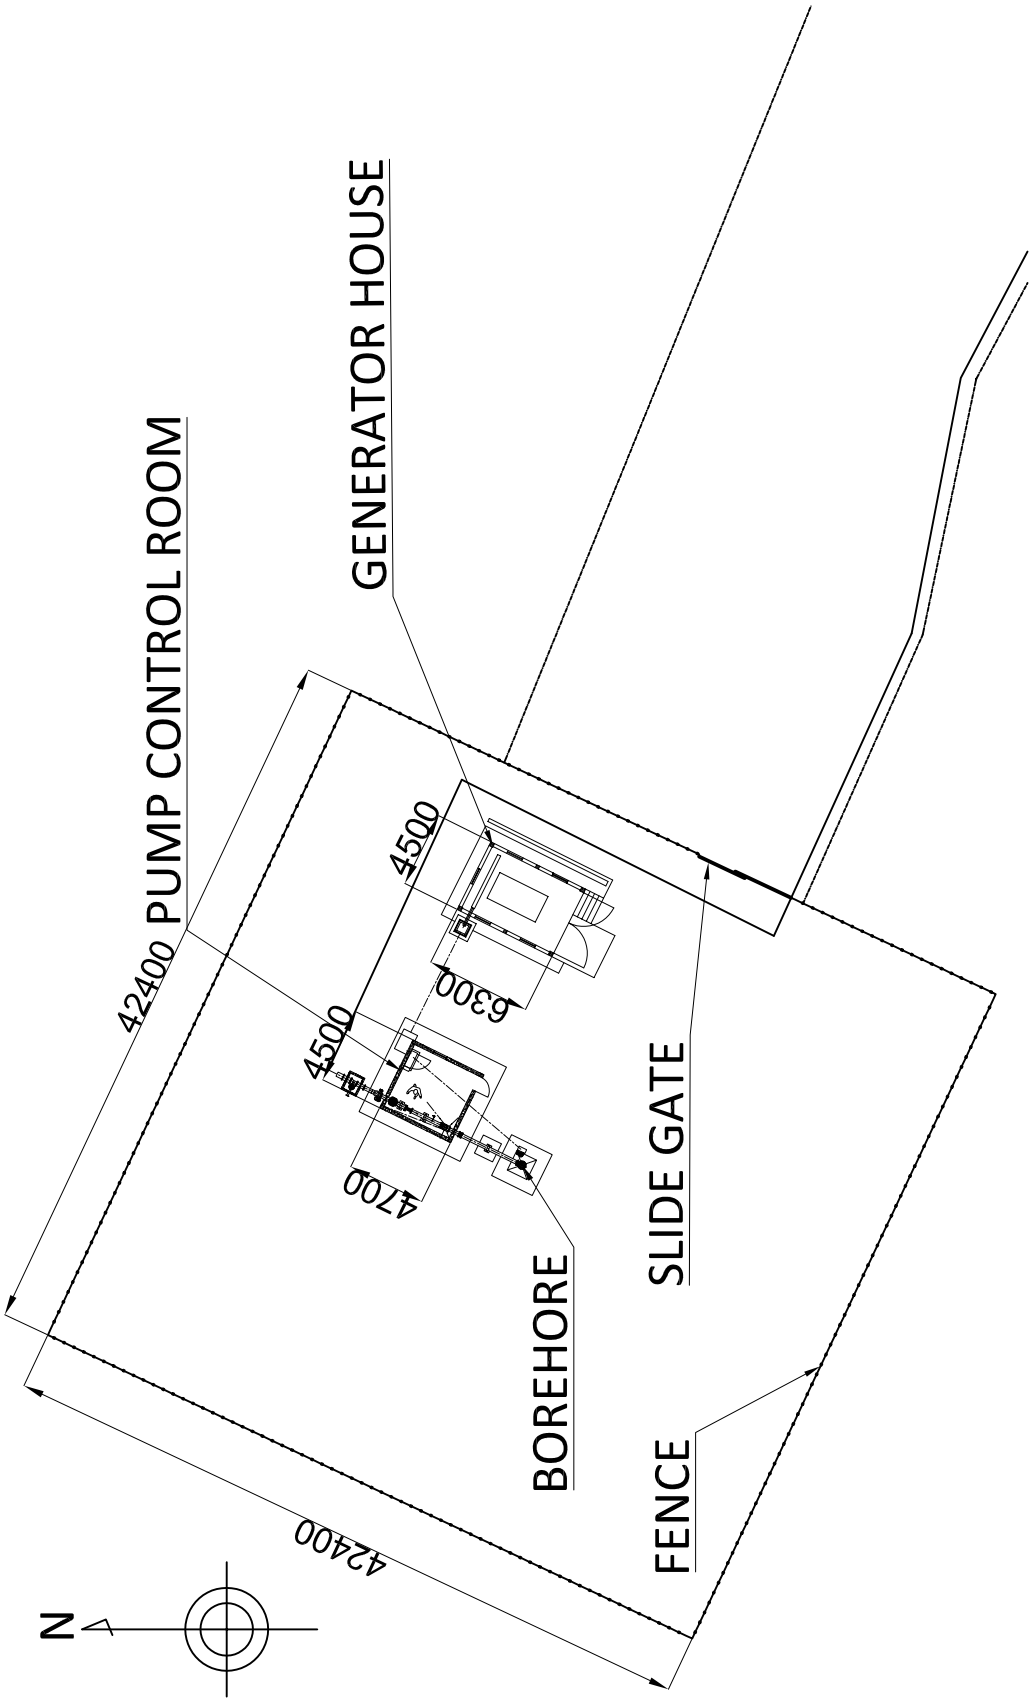 GENERATOR HOUSE
PUMP CONTROL ROOM
42400
4500
4500
6300
4700
SLIDE GATE
BOREHORE
FENCE
42400
N